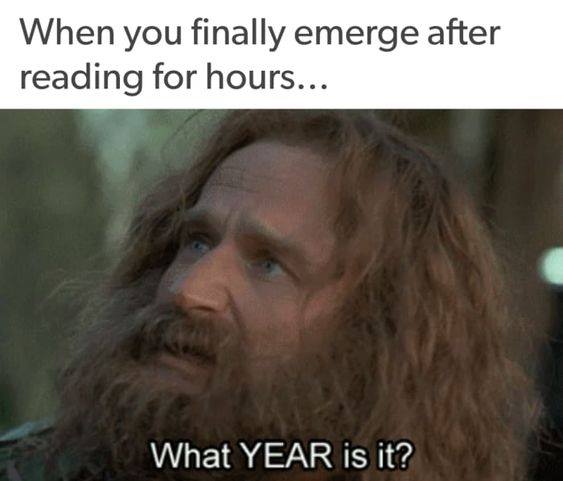 When you finally emerge after
reading for hours...
What YEAR is it?